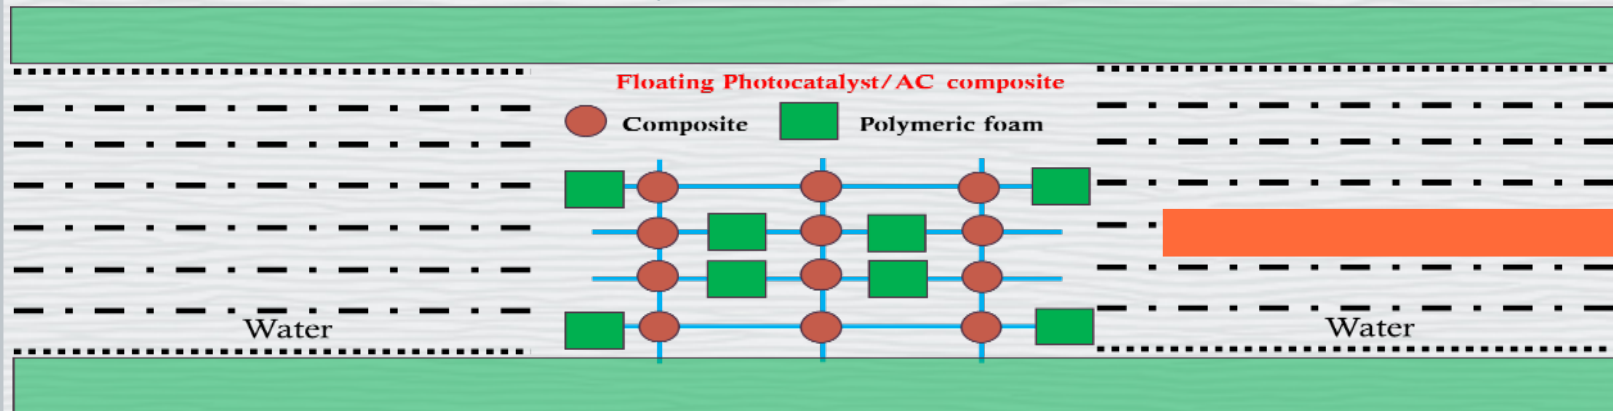 Floating Photocatalyst/AC composite
Composite
Polymeric foam
Water
Water